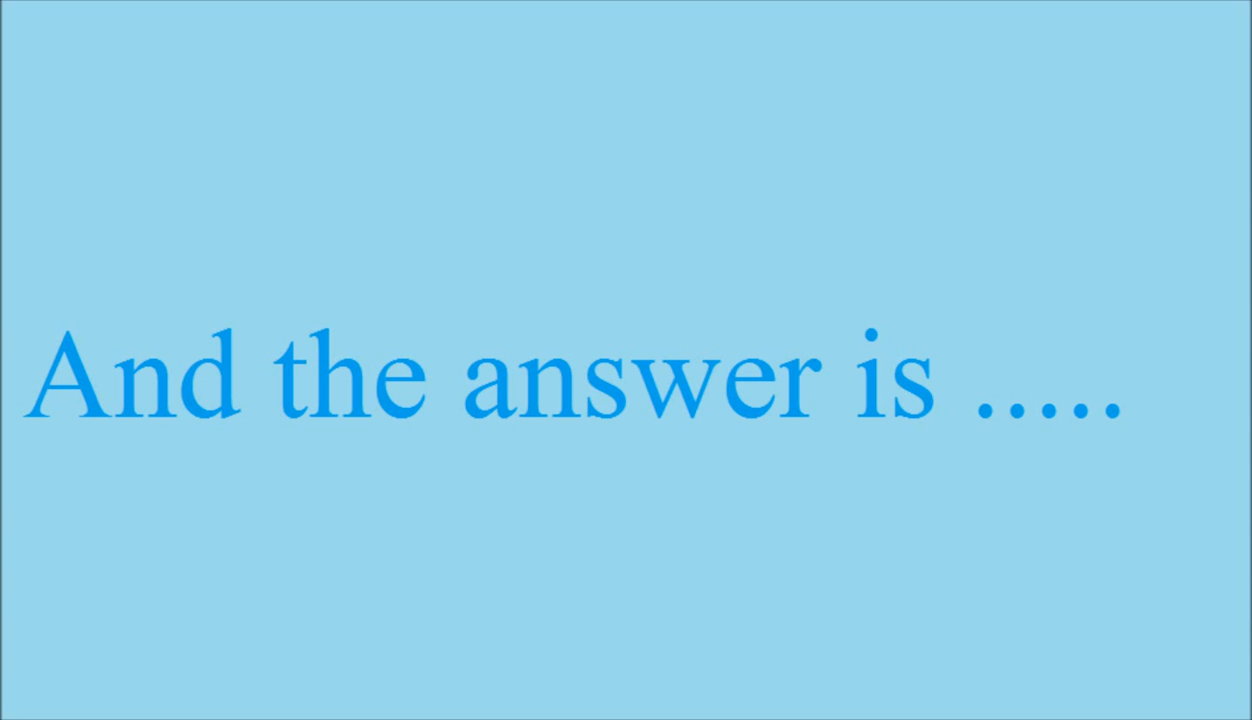 And the answer is .....